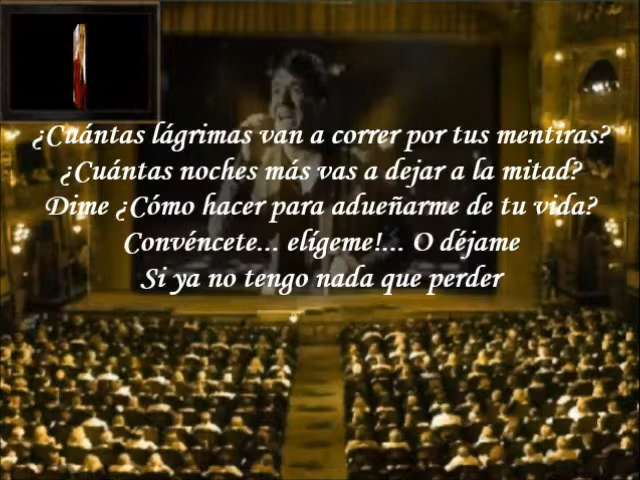 ¿Cuántas lágrimas van a correr por tus mentiras?
¿Cuántas noches más vas a dejar a la mitad?
Dime ¿Cómo hacer para adueñarme de tu vida?
Convéncete... elígeme!... O déjame
Si ya no tengo nada que perder